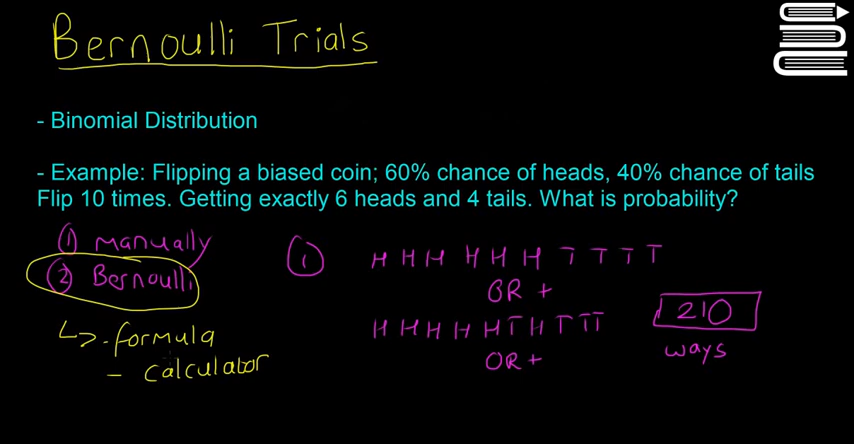 Bernoulli Trials
- Binomial Distribution
- Example: Flipping a biased coin; 60% chance of heads, 40% chance of tails
Flip 10 times. Getting exactly 6 heads and 4 tails. What is probability?
① manually
② Bernoulli
↳ - formula
- calculator
① H H H H H H T T T T
OR +
H H H H H T H T T T
OR +
210
ways